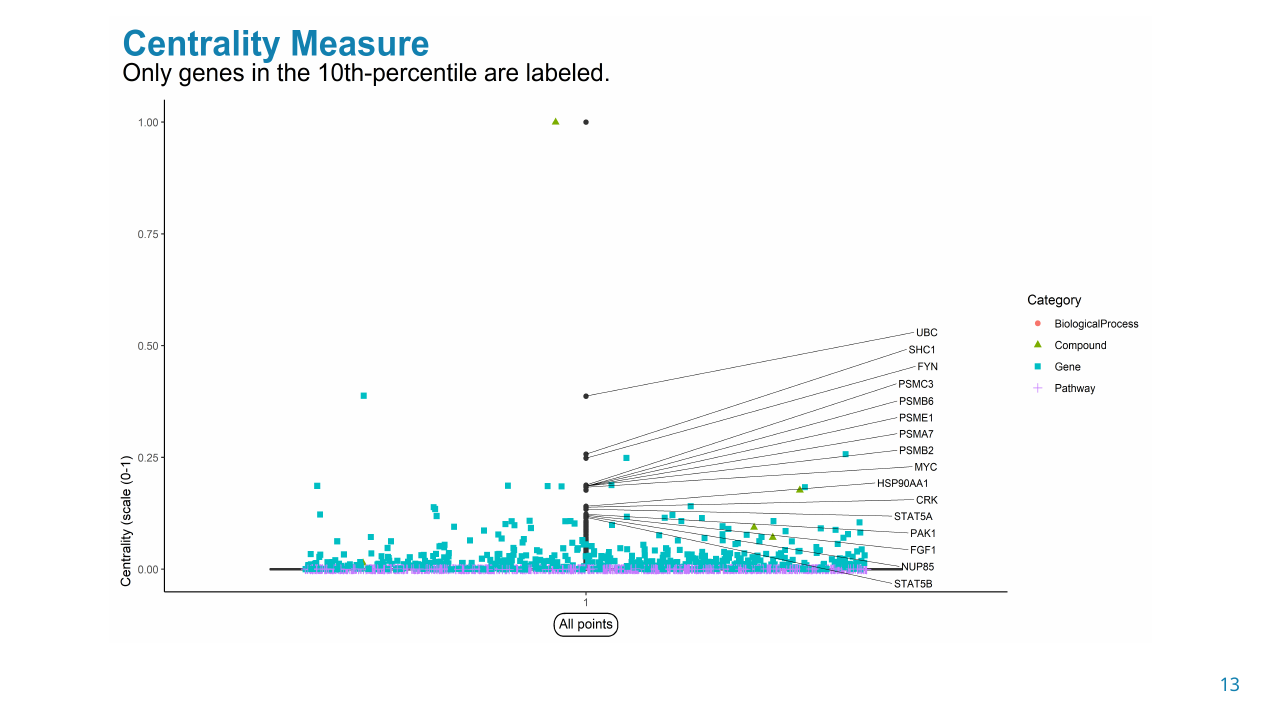 Centrality Measure
Only genes in the 10th-percentile are labeled.
1.00
0.75
0.50
0.25
0.00
Centrality (scale (0-1)
UBC
SHC1
FYN
PSMC3
PSMB6
PSME1
PSMA7
PSMB2
MYC
HSP90AA1
CRK
STAT5A
PAK1
FGF1
NUP85
STAT5B
Category
BiologicalProcess
Compound
Gene
Pathway
1
All points
13